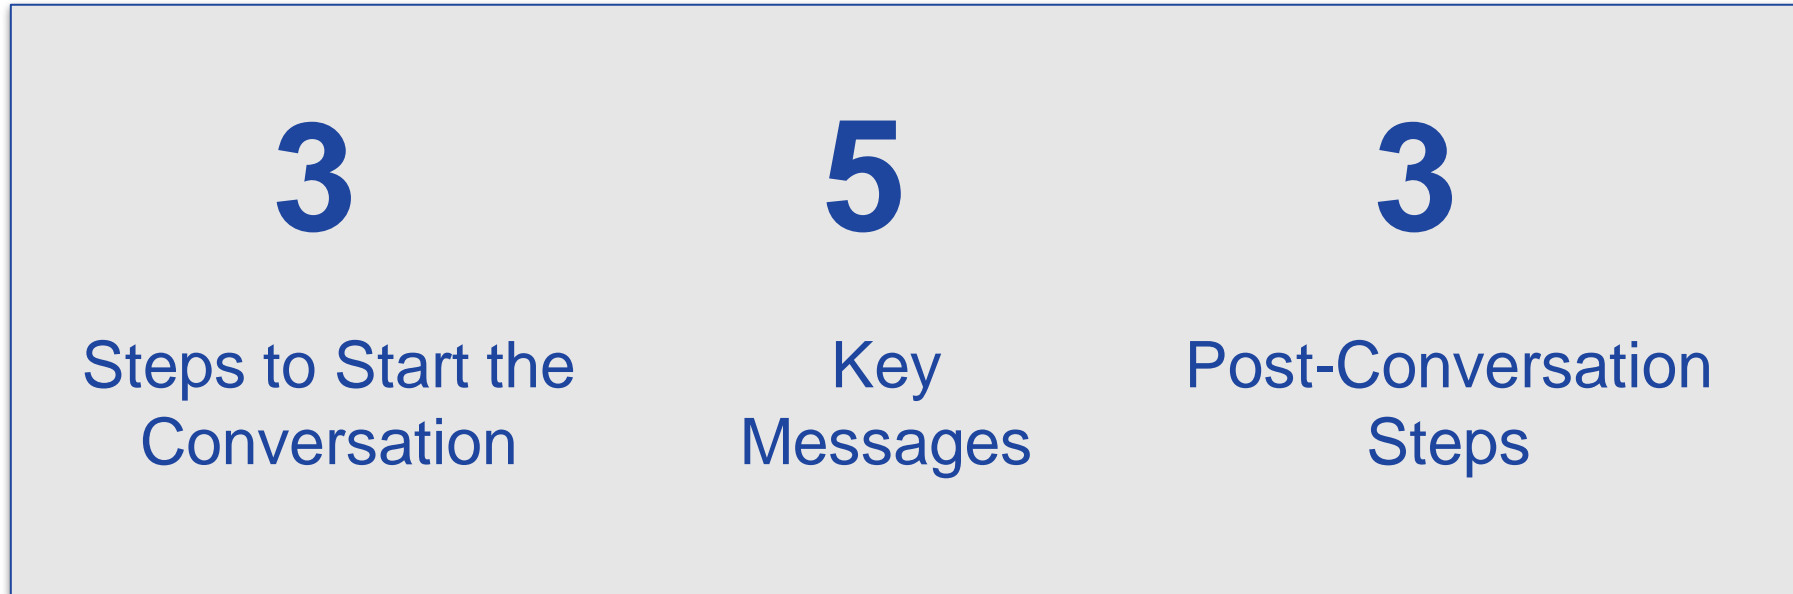 3
Steps to Start the
Conversation
5
Key
Messages
3
Post-Conversation
Steps